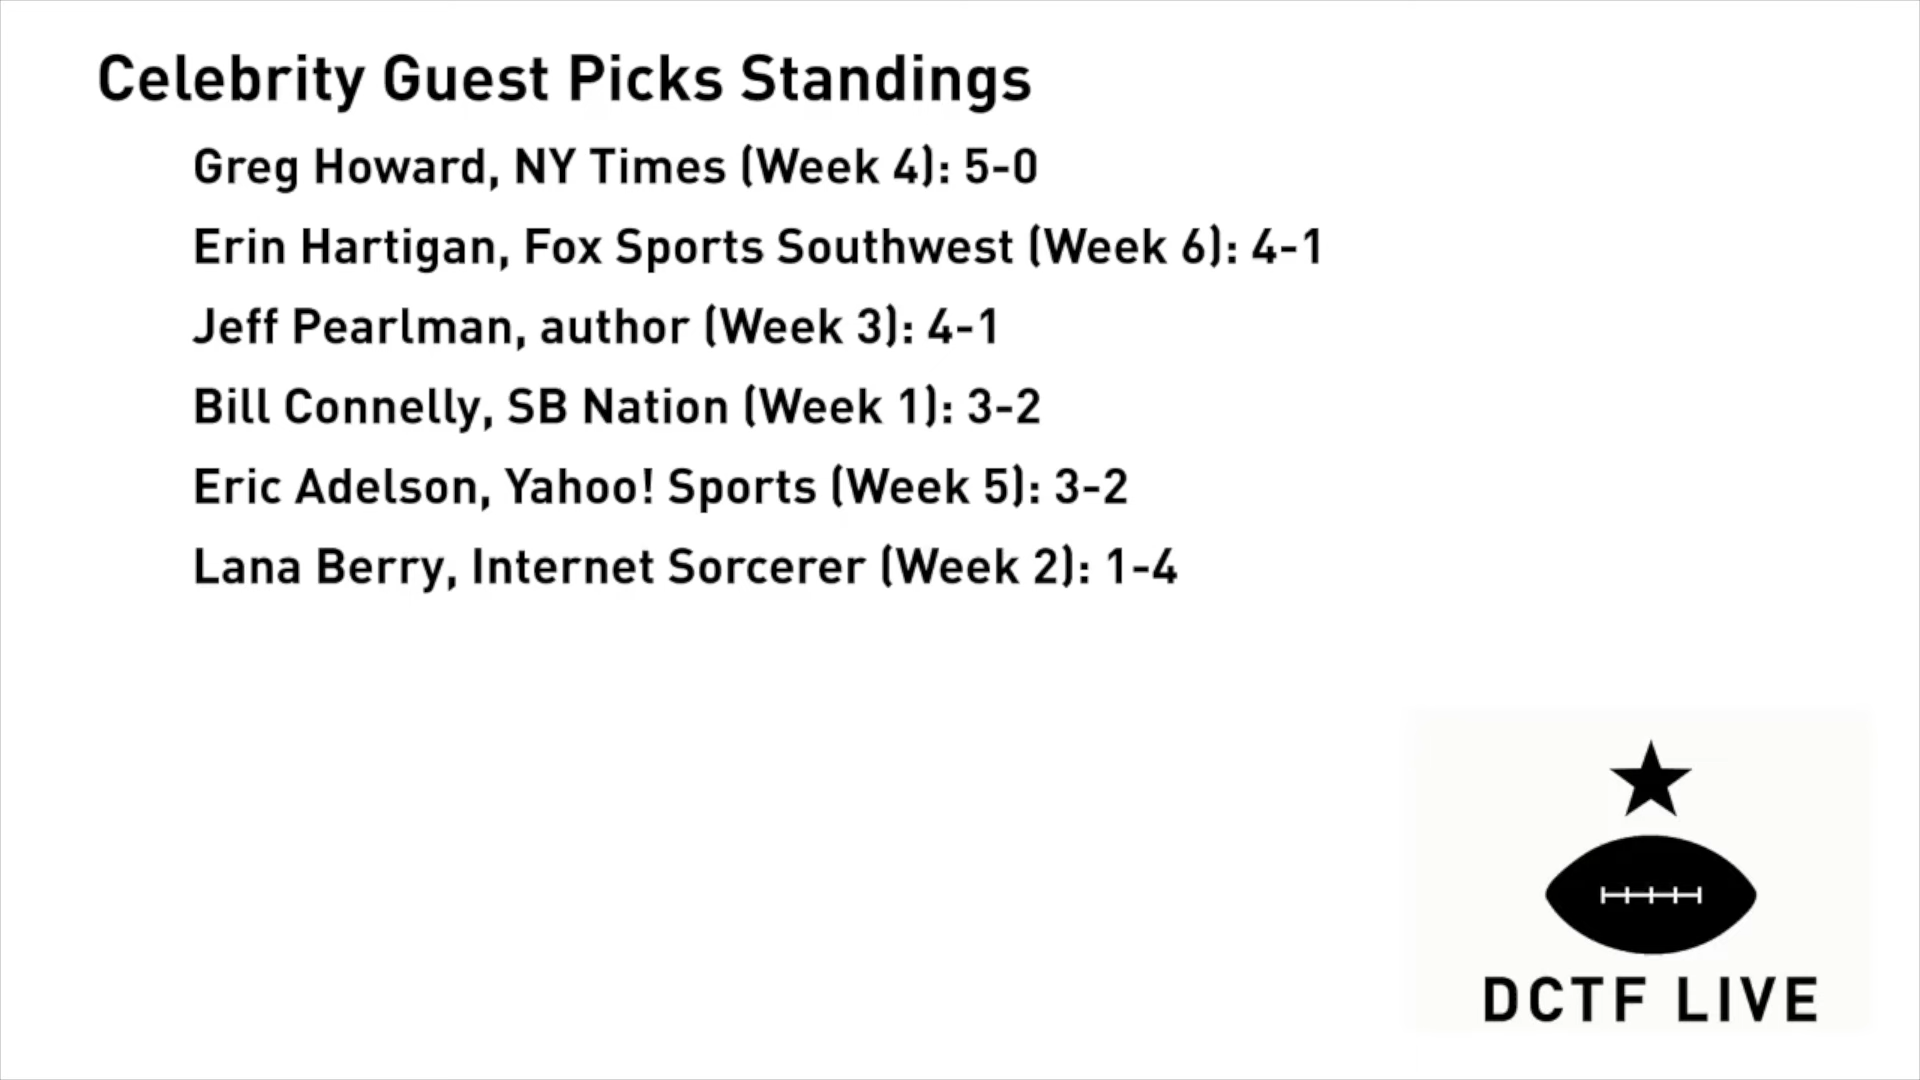 Celebrity Guest Picks Standings
Greg Howard, NY Times (Week 4): 5-0
Erin Hartigan, Fox Sports Southwest (Week 6): 4-1
Jeff Pearlman, author (Week 3): 4-1
Bill Connelly, SB Nation (Week 1): 3-2
Eric Adelson, Yahoo! Sports (Week 5): 3-2
Lana Berry, Internet Sorcerer (Week 2): 1-4
DCTF LIVE